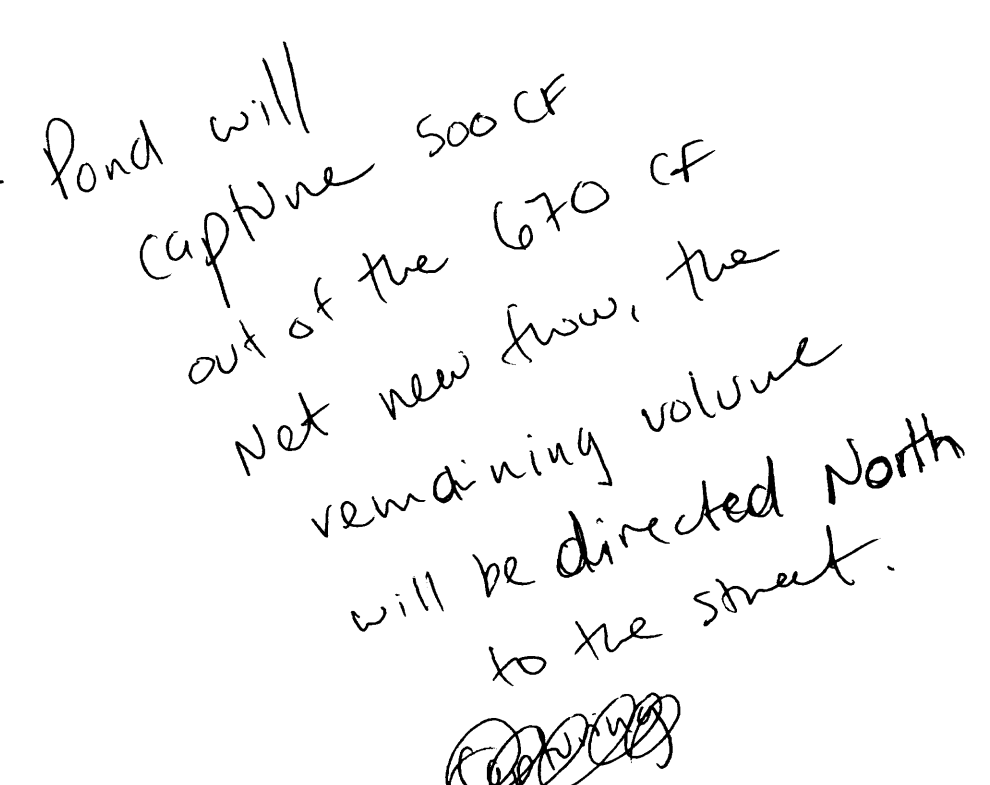 - Pond will
capture 500 CF
out of the 670 CF
Net new flow, the
remaining volume
will be directed North
to the street.